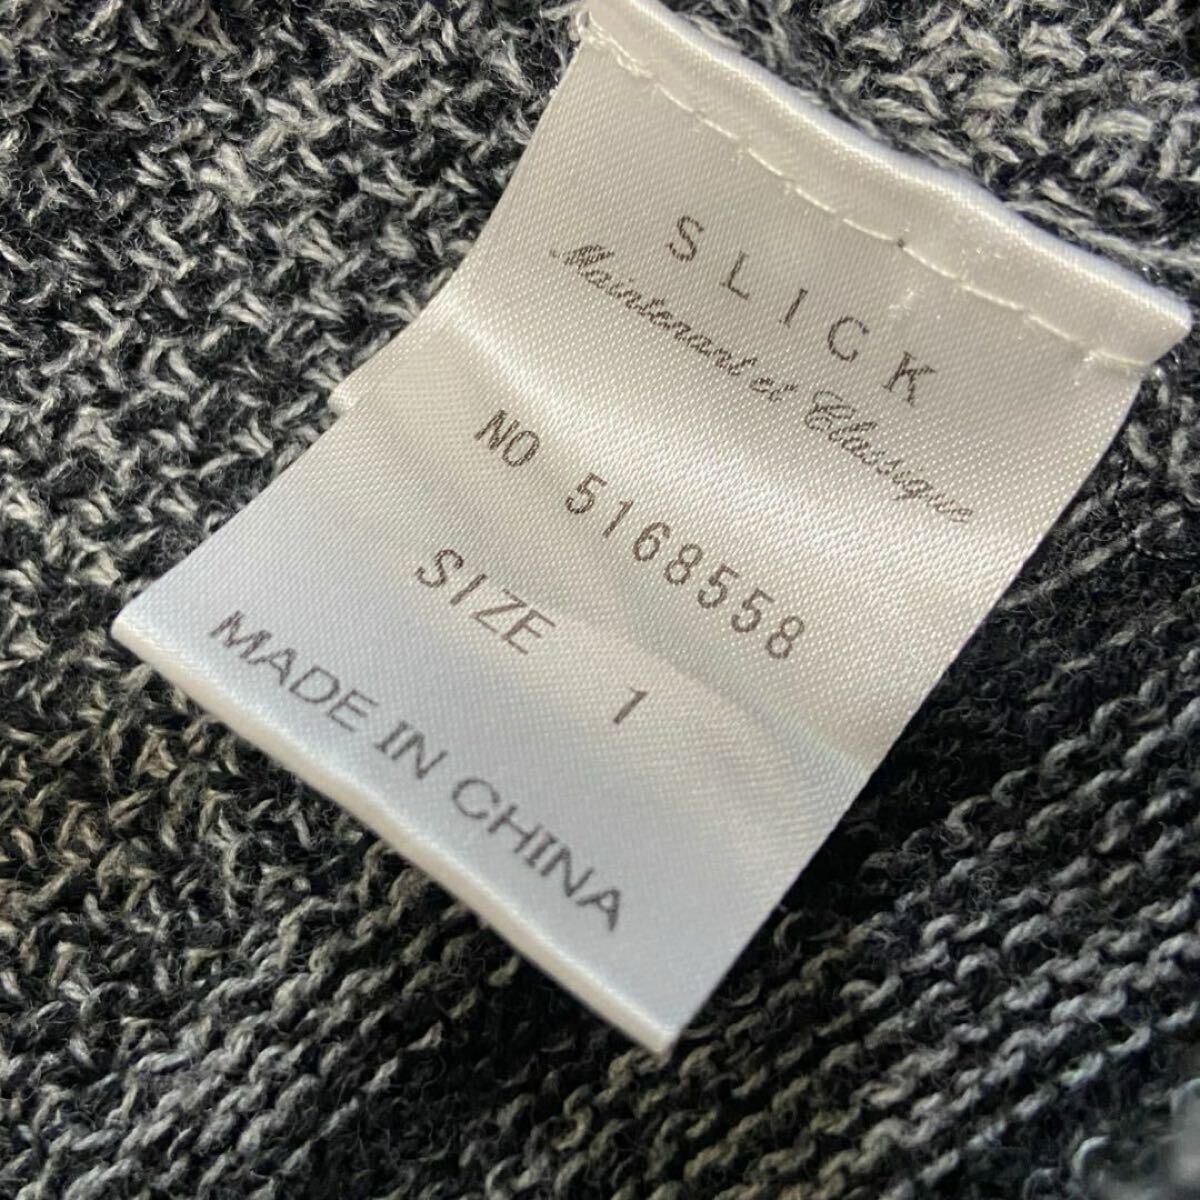 SLICK
Maintenant et Classique
NO 5168558
SIZE 1
MADE IN CHINA